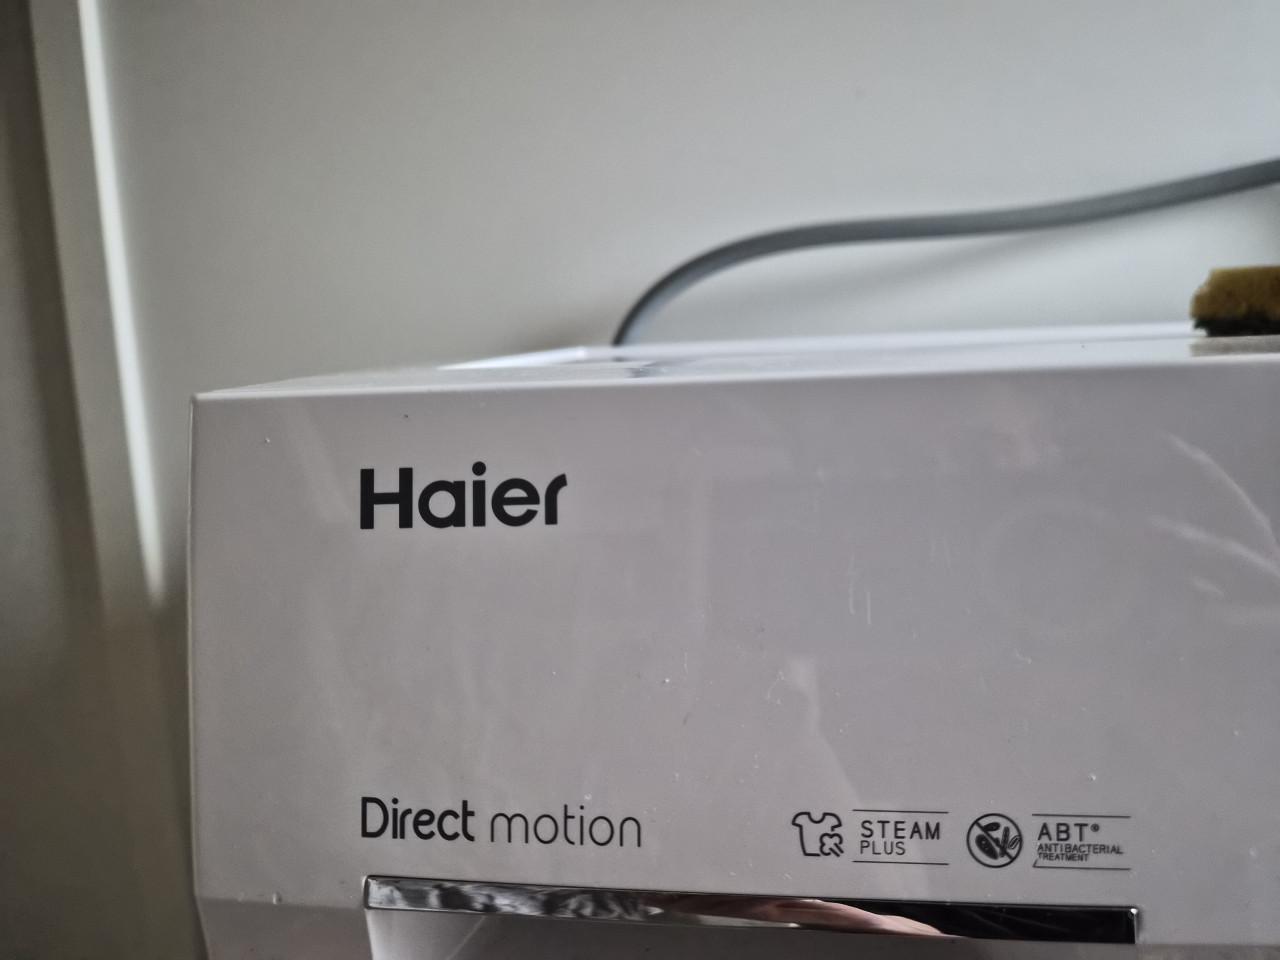 Haier
Direct motion
STEAM
PLUS
ABT®
ANTIBACTERIAL
TREATMENT